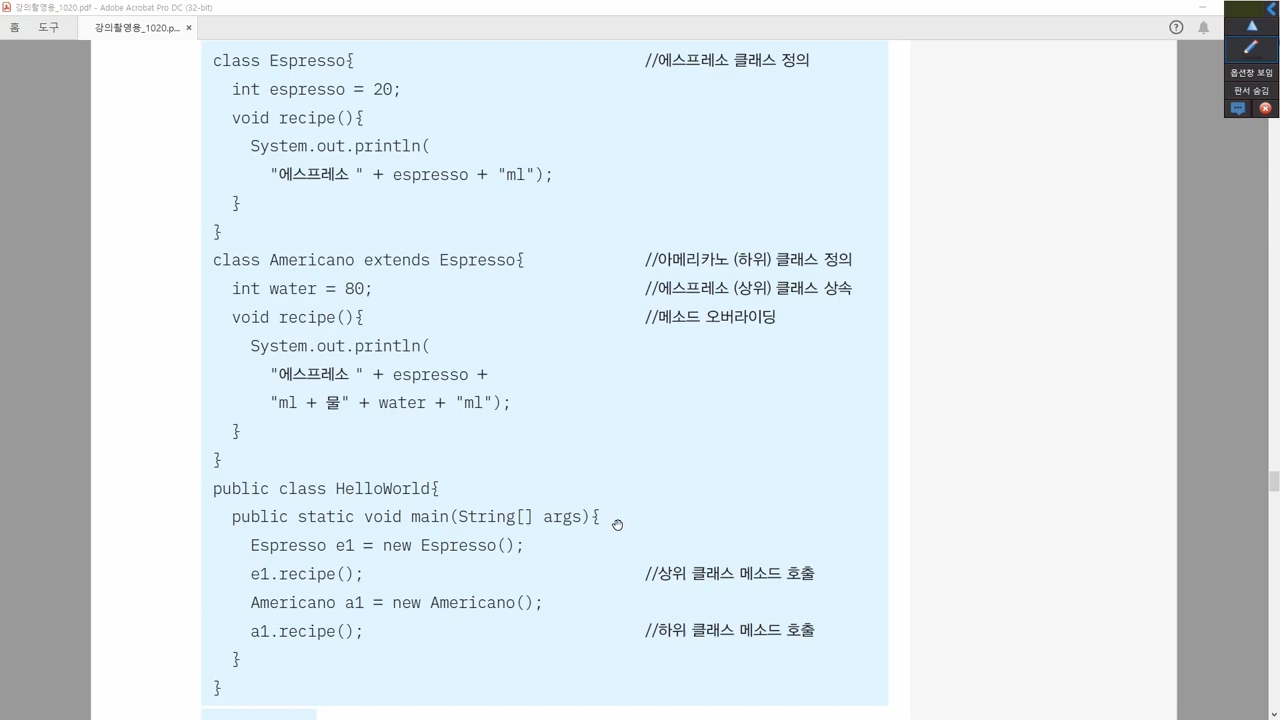 강의촬영용_1020.pdf - Adobe Acrobat Pro DC (32-bit)
홈 도구 강의촬영용_1020.p... ×
옵션창 보임
판서 숨김
class Espresso{ //에스프레소 클래스 정의
int espresso = 20;
void recipe(){
System.out.println(
"에스프레소 " + espresso + "ml");
}
}
class Americano extends Espresso{ //아메리카노 (하위) 클래스 정의
int water = 80; //에스프레소 (상위) 클래스 상속
void recipe(){ //메소드 오버라이딩
System.out.println(
"에스프레소 " + espresso +
"ml + 물" + water + "ml");
}
}
public class HelloWorld{
public static void main(String[] args){
Espresso e1 = new Espresso();
e1.recipe(); //상위 클래스 메소드 호출
Americano a1 = new Americano();
a1.recipe(); //하위 클래스 메소드 호출
}
}